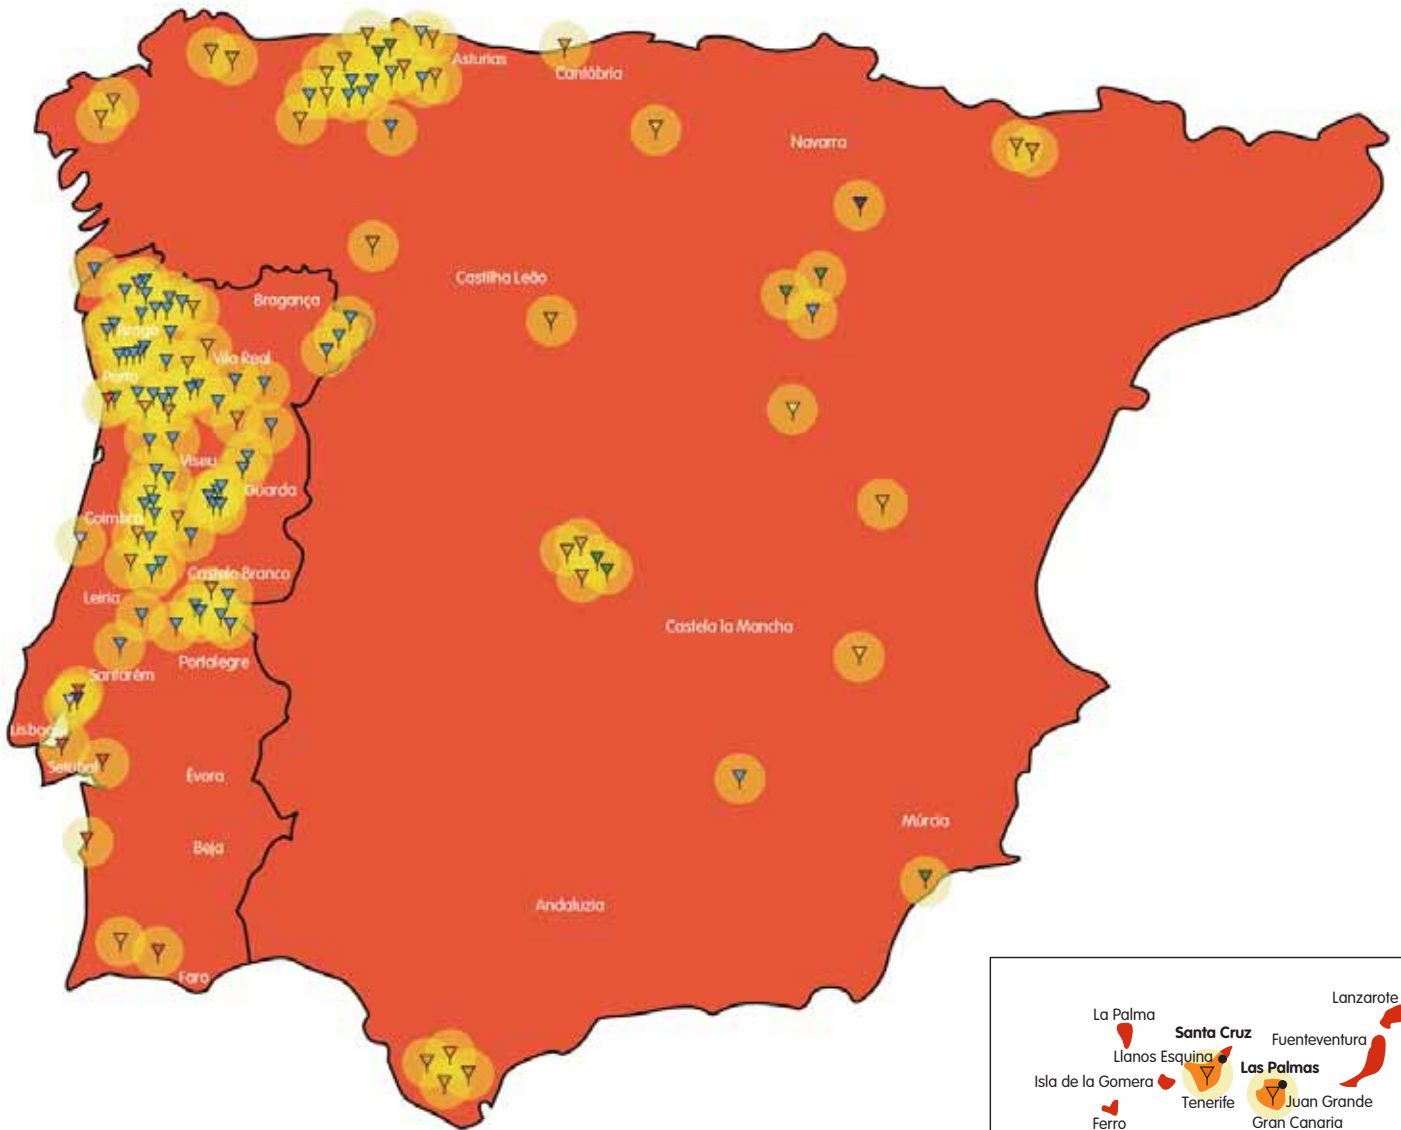 Asturias
Cantábria
Navarra
Castilha Leão
Bragança
Braga
Vila Real
Porto
Viseu
Guarda
Coimbra
Castelo Branco
Leiria
Castela la Mancha
Portalegre
Santarém
Lisboa
Setúbal
Évora
Múrcia
Beja
Andaluzia
Faro
Lanzarote
La Palma
Santa Cruz
Fuenteventura
Llanos Esquina
Las Palmas
Isla de la Gomera
Tenerife
Juan Grande
Ferro
Gran Canaria